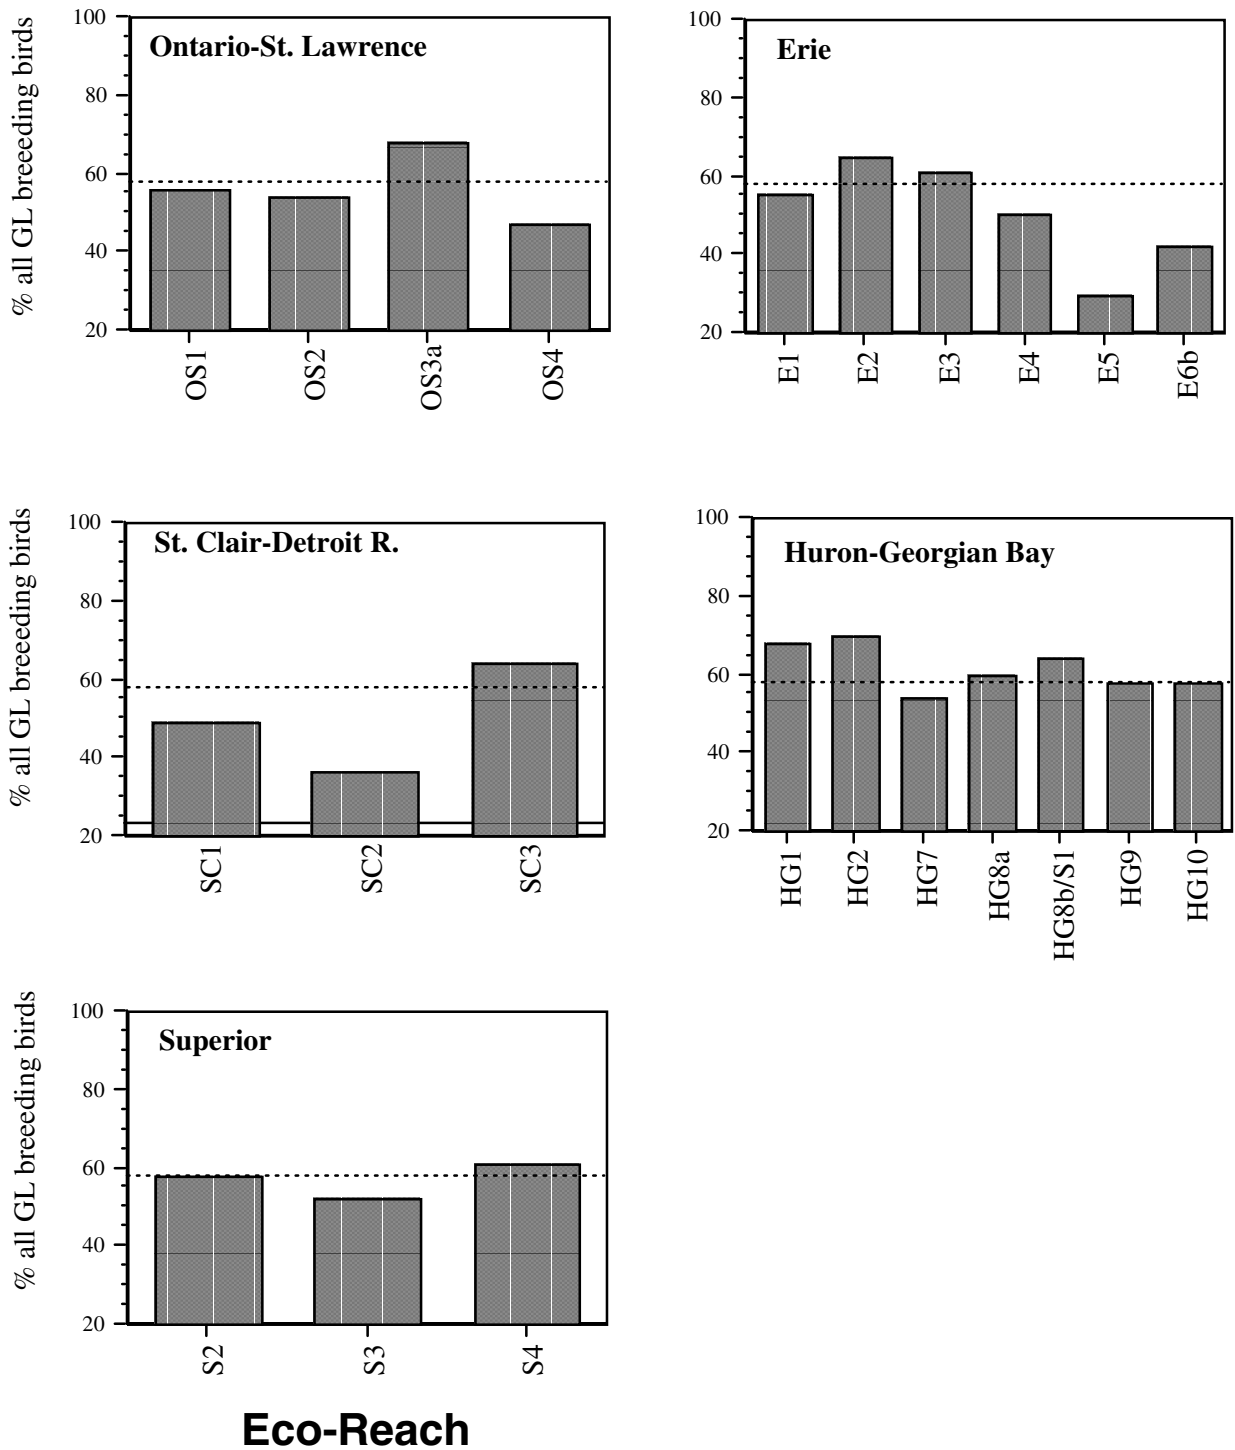 % all GL breeeding birds
Ontario-St. Lawrence
100
80
60
40
20
OS1
OS2
OS3a
OS4
Erie
100
80
60
40
20
E1
E2
E3
E4
E5
E6b
% all GL breeeding birds
St. Clair-Detroit R.
100
80
60
40
20
SC1
SC2
SC3
Huron-Georgian Bay
100
80
60
40
20
HG1
HG2
HG7
HG8a
HG8b/S1
HG9
HG10
% all GL breeeding birds
Superior
100
80
60
40
20
S2
S3
S4
Eco-Reach